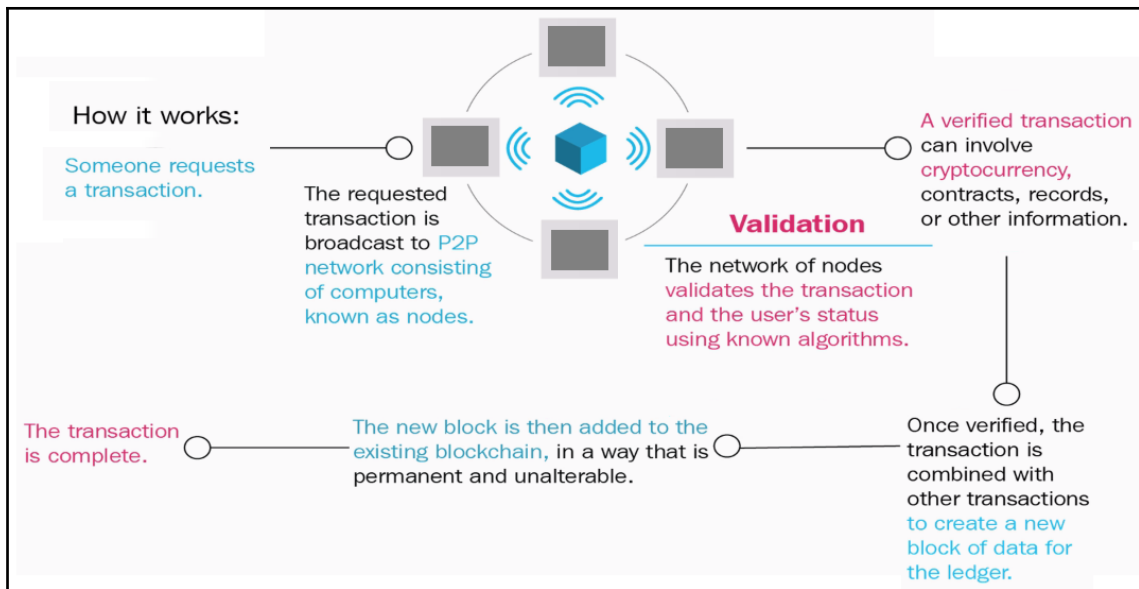 How it works:
Someone requests
a transaction.
The requested
transaction is
broadcast to P2P
network consisting
of computers,
known as nodes.
Validation
The network of nodes
validates the transaction
and the user's status
using known algorithms.
A verified transaction
can involve
cryptocurrency,
contracts, records,
or other information.
Once verified, the
transaction is
combined with
other transactions
to create a new
block of data for
the ledger.
The new block is then added to the
existing blockchain, in a way that is
permanent and unalterable.
The transaction
is complete.